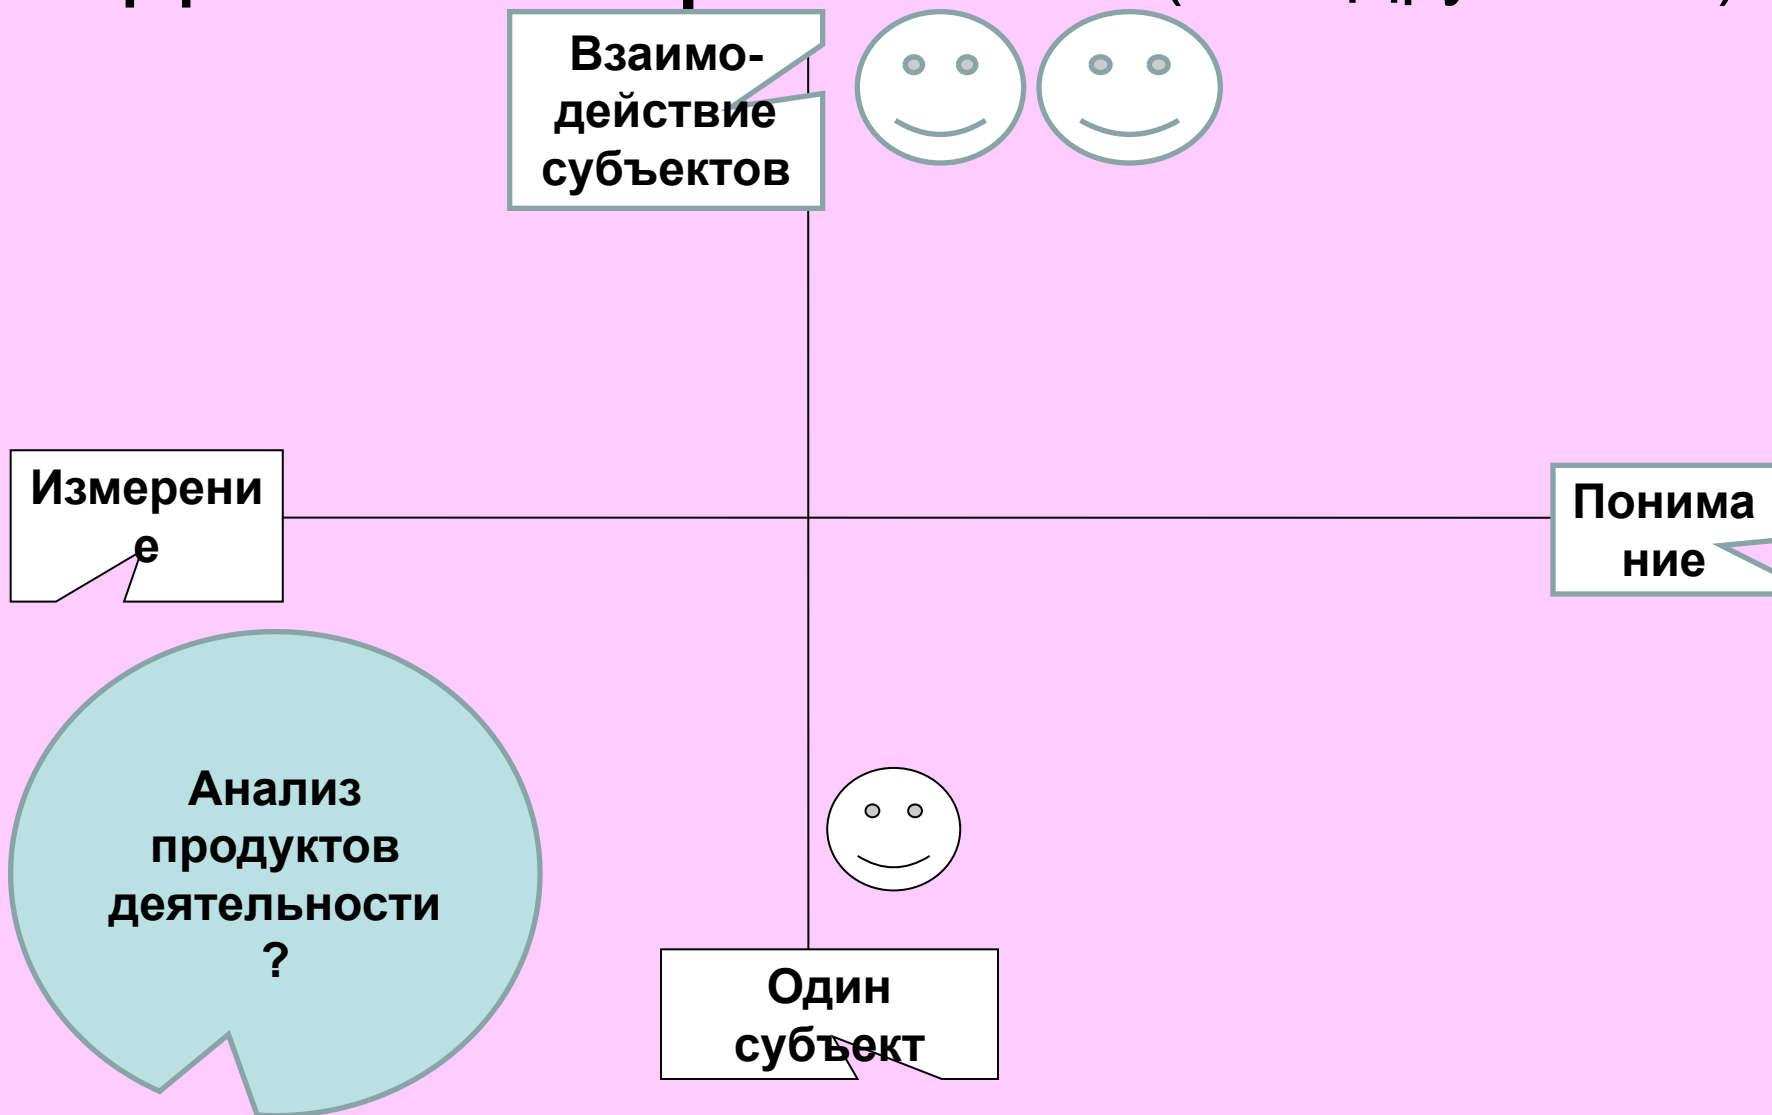 Взаимо-
действие
субъектов
Измерени
е
Понима
ние
Анализ
продуктов
деятельности
?
Один
субъект